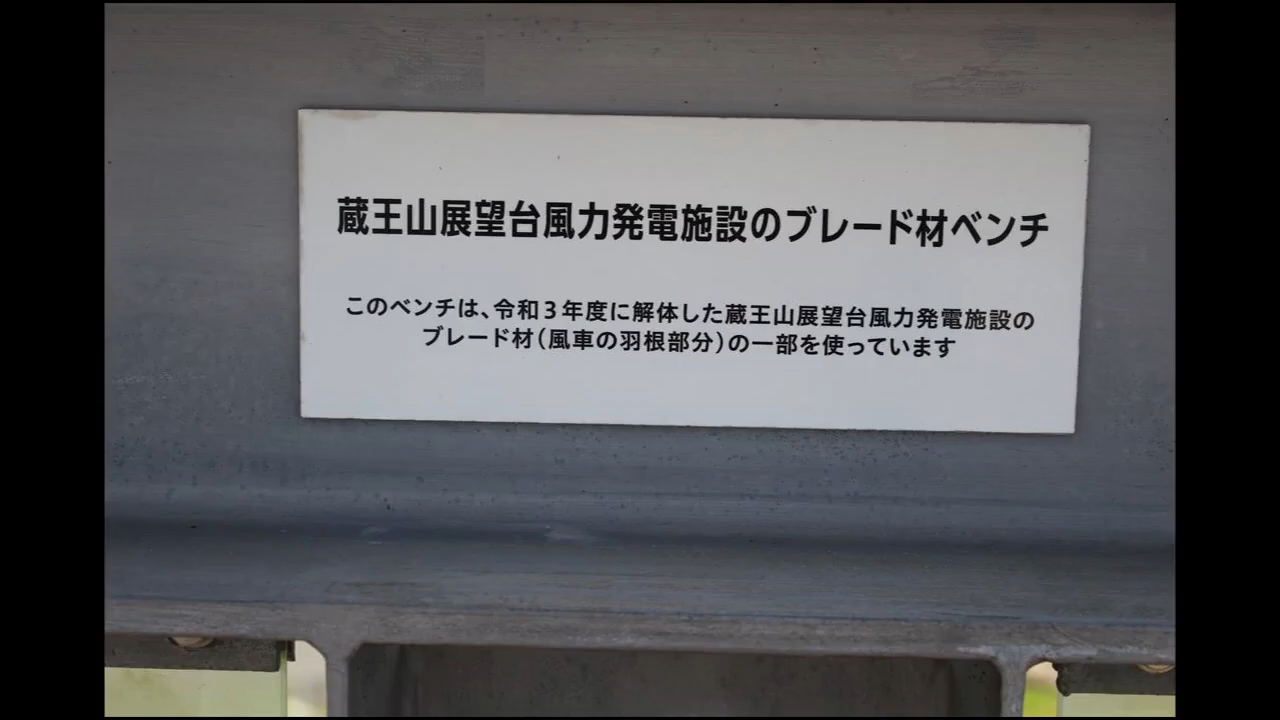 蔵王山展望台風力発電施設のブレード材ベンチ
このベンチは、令和３年度に解体した蔵王山展望台風力発電施設の
ブレード材（風車の羽根部分）の一部を使っています